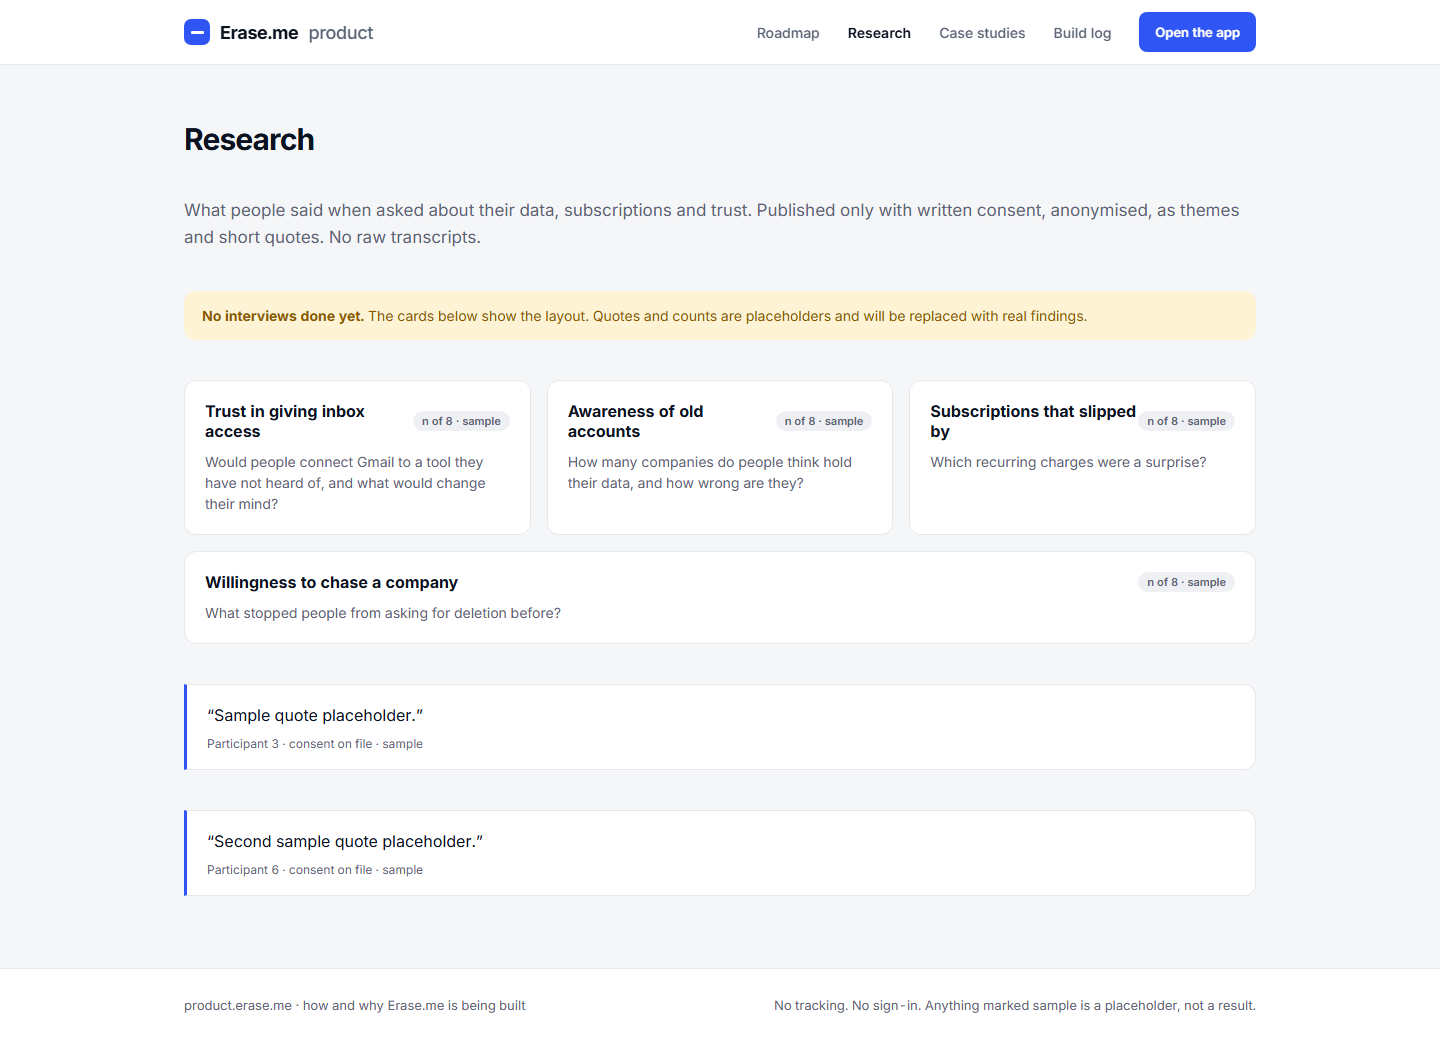 Erase.me product
Roadmap
Research
Case studies
Build log
Open the app
Research
What people said when asked about their data, subscriptions and trust. Published only with written consent, anonymised, as themes
and short quotes. No raw transcripts.
No interviews done yet. The cards below show the layout. Quotes and counts are placeholders and will be replaced with real findings.
Trust in giving inbox
access
n of 8 · sample
Would people connect Gmail to a tool they
have not heard of, and what would change
their mind?
Awareness of old
accounts
n of 8 · sample
How many companies do people think hold
their data, and how wrong are they?
Subscriptions that slipped
by
n of 8 · sample
Which recurring charges were a surprise?
Willingness to chase a company
n of 8 · sample
What stopped people from asking for deletion before?
“Sample quote placeholder.”
Participant 3 · consent on file · sample
“Second sample quote placeholder.”
Participant 6 · consent on file · sample
product.erase.me · how and why Erase.me is being built
No tracking. No sign-in. Anything marked sample is a placeholder, not a result.